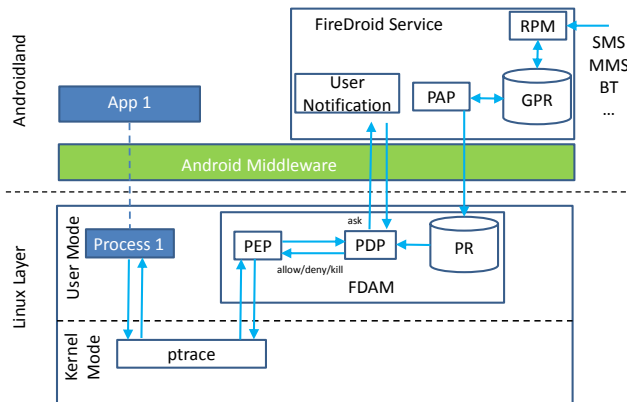 FireDroid Service
RPM
SMS
MMS
BT
...
User
Notification
PAP
GPR
Androidland
App 1
Android Middleware
Linux Layer
User Mode
Process 1
ask
PEP
PDP
PR
allow/deny/kill
FDAM
Kernel
Mode
ptrace